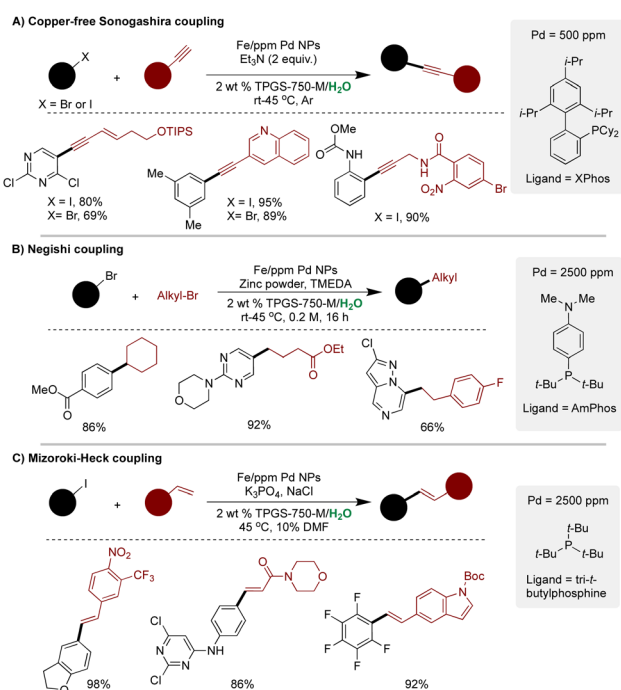 A) Copper-free Sonogashira coupling
X
+
X = Br or I
Fe/ppm Pd NPs
Et3N (2 equiv.)
2 wt % TPGS-750-M/H2O
rt-45 °C, Ar
Pd = 500 ppm
i-Pr
i-Pr
i-Pr
PCy2
Ligand = XPhos
OTIPS
N
N
Cl
Cl
X = I, 80%
X= Br, 69%
N
Me
Me
X = I, 95%
X = Br, 89%
OMe
O
NH
O
N
H
O2N
Br
X = I, 90%
B) Negishi coupling
Br
+
Alkyl-Br
Fe/ppm Pd NPs
Zinc powder, TMEDA
2 wt % TPGS-750-M/H2O
rt-45 °C, 0.2 M, 16 h
Alkyl
Pd = 2500 ppm
Me
N
Me
t-Bu
P
t-Bu
Ligand = AmPhos
MeO
O
86%
O
N
N
N
OEt
O
92%
Cl
N
N
N
F
66%
C) Mizoroki-Heck coupling
I
+
Fe/ppm Pd NPs
K3PO4, NaCl
2 wt % TPGS-750-M/H2O
45 °C, 10% DMF
Pd = 2500 ppm
t-Bu
t-Bu
P
t-Bu
Ligand = tri-t-
butylphosphine
NO2
CF3
O
98%
O
N
O
Cl
N
N
NH
Cl
86%
Boc
N
F
F
F
F
F
92%